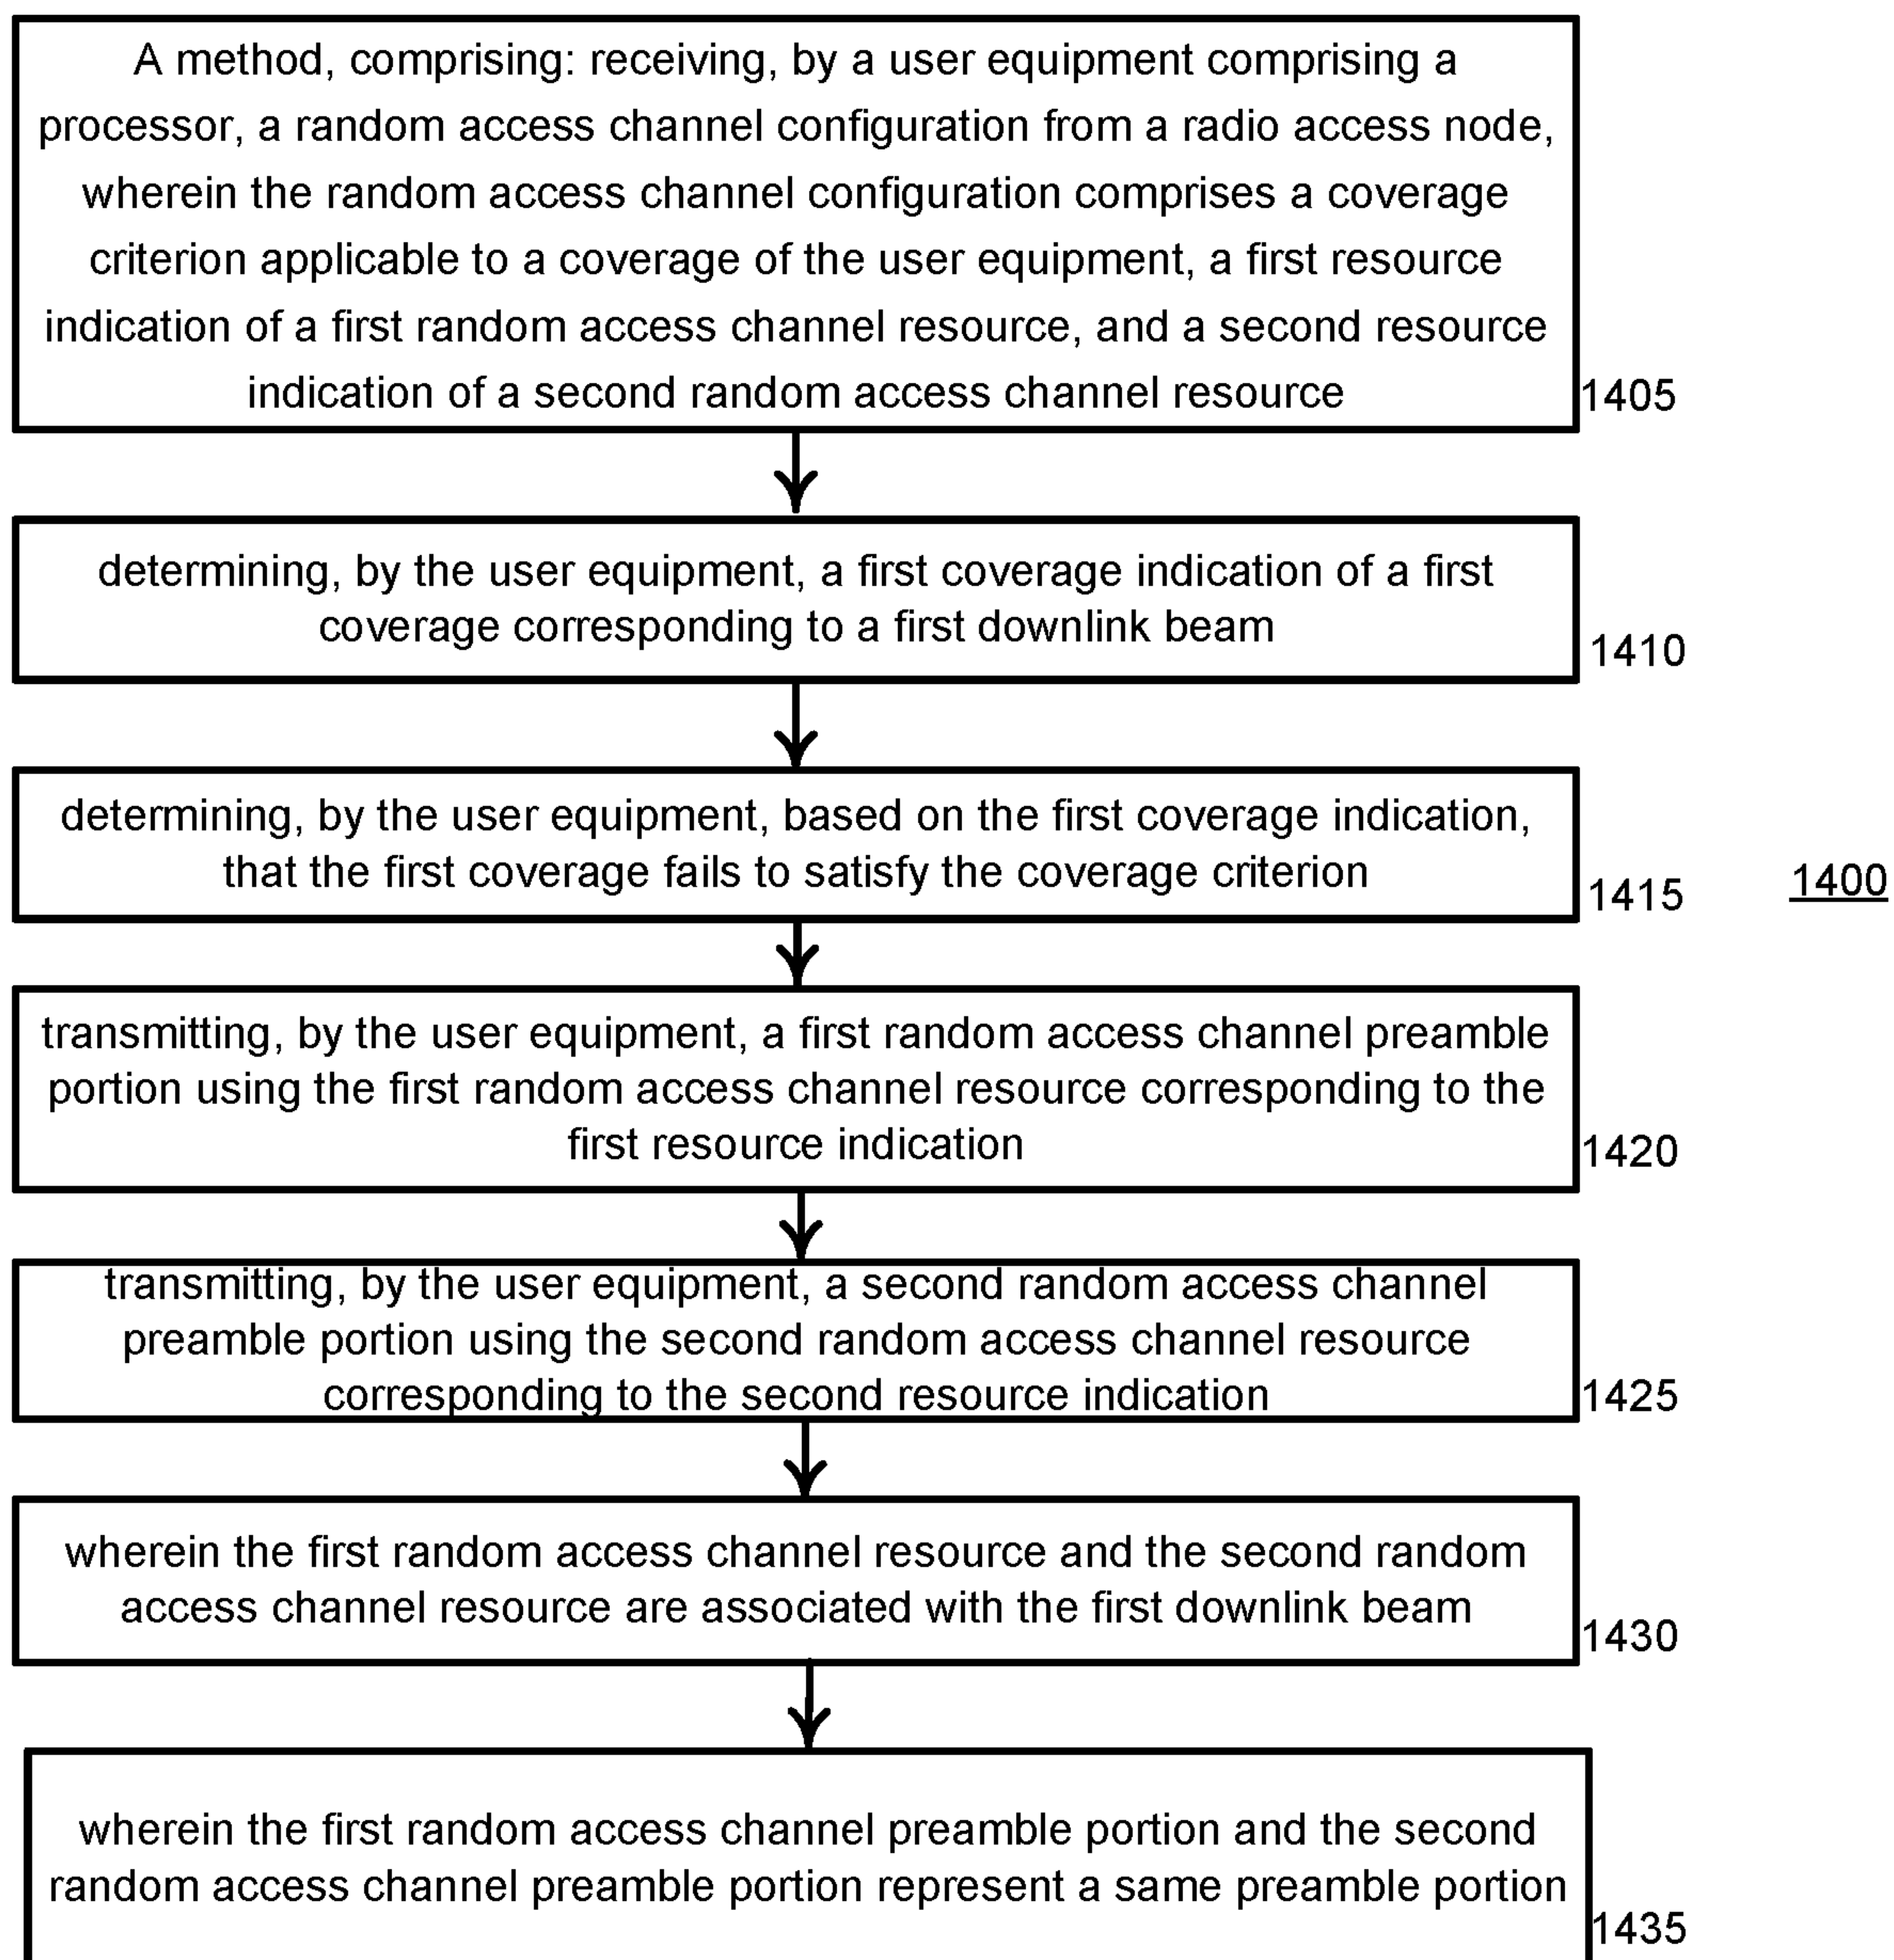 A method, comprising: receiving, by a user equipment comprising a
processor, a random access channel configuration from a radio access node,
wherein the random access channel configuration comprises a coverage
criterion applicable to a coverage of the user equipment, a first resource
indication of a first random access channel resource, and a second resource
indication of a second random access channel resource
1405
determining, by the user equipment, a first coverage indication of a first
coverage corresponding to a first downlink beam
1410
determining, by the user equipment, based on the first coverage indication,
that the first coverage fails to satisfy the coverage criterion
1415
1400
transmitting, by the user equipment, a first random access channel preamble
portion using the first random access channel resource corresponding to the
first resource indication
1420
transmitting, by the user equipment, a second random access channel
preamble portion using the second random access channel resource
corresponding to the second resource indication
1425
wherein the first random access channel resource and the second random
access channel resource are associated with the first downlink beam
1430
wherein the first random access channel preamble portion and the second
random access channel preamble portion represent a same preamble portion
1435